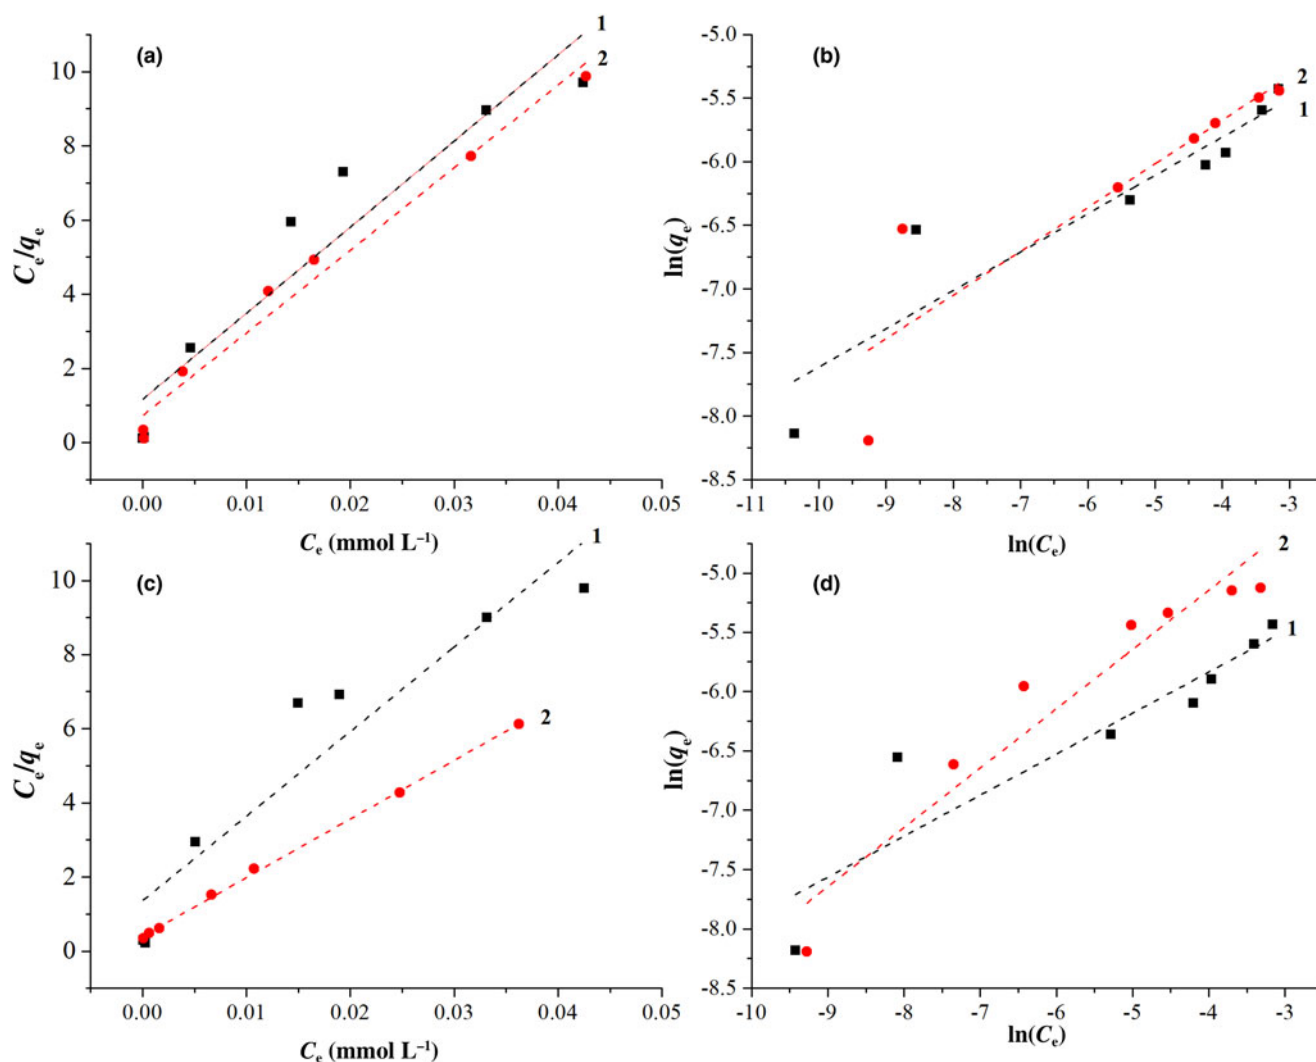 (a)
1
2
10
8
6
4
2
0
C_e/q_e
0.00 0.01 0.02 0.03 0.04 0.05
C_e (mmol L⁻¹)
(b)
2
1
-5.0
-5.5
-6.0
-6.5
-7.0
-7.5
-8.0
-8.5
ln(q_e)
-11 -10 -9 -8 -7 -6 -5 -4 -3
ln(C_e)
(c)
1
2
10
8
6
4
2
0
C_e/q_e
0.00 0.01 0.02 0.03 0.04 0.05
C_e (mmol L⁻¹)
(d)
2
1
-5.0
-5.5
-6.0
-6.5
-7.0
-7.5
-8.0
-8.5
ln(q_e)
-10 -9 -8 -7 -6 -5 -4 -3
ln(C_e)